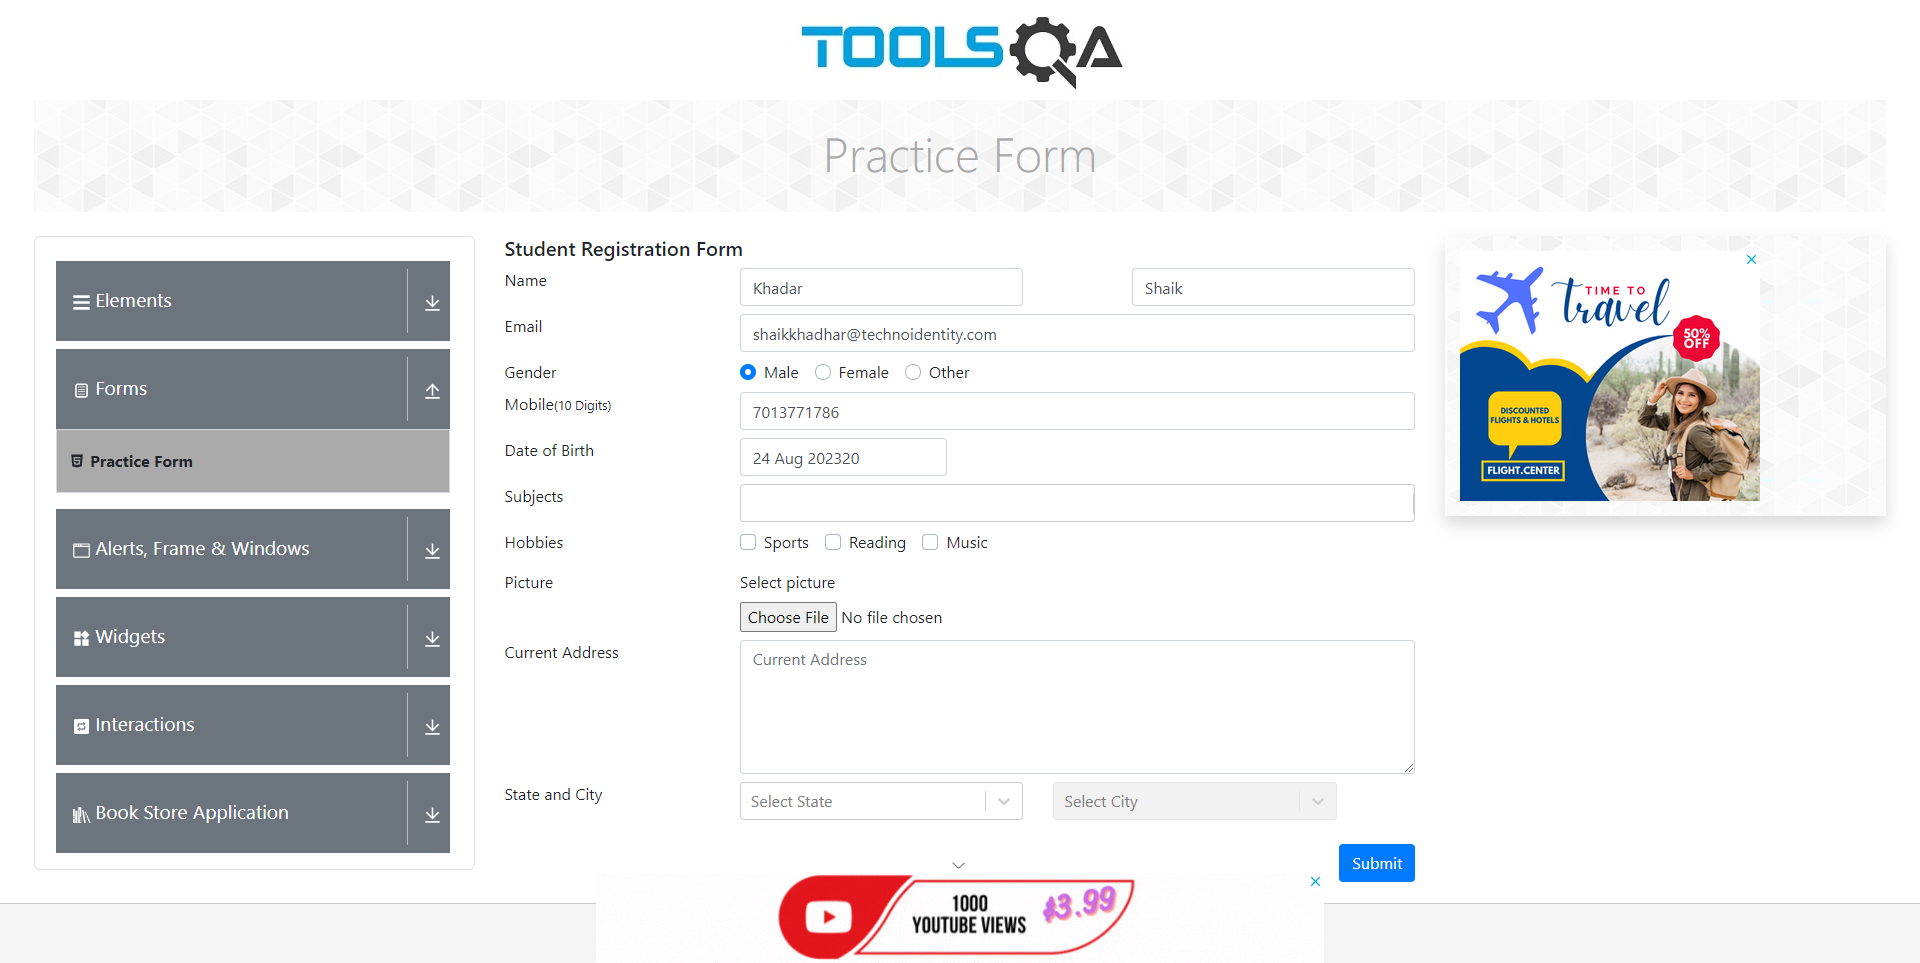 TOOLSQA
Practice Form
Elements
Forms
Practice Form
Alerts, Frame & Windows
Widgets
Interactions
Book Store Application
Student Registration Form
Name
Khadar
Shaik
Email
shaikkhadhar@technoidentity.com
Gender
Male Female Other
Mobile(10 Digits)
7013771786
Date of Birth
24 Aug 202320
Subjects
Hobbies
Sports Reading Music
Picture
Select picture
Choose File No file chosen
Current Address
Current Address
State and City
Select State
Select City
Submit
TIME TO
travel
50%
OFF
DISCOUNTED
FLIGHTS & HOTELS
FLIGHT.CENTER
1000
YOUTUBE VIEWS
$3.99